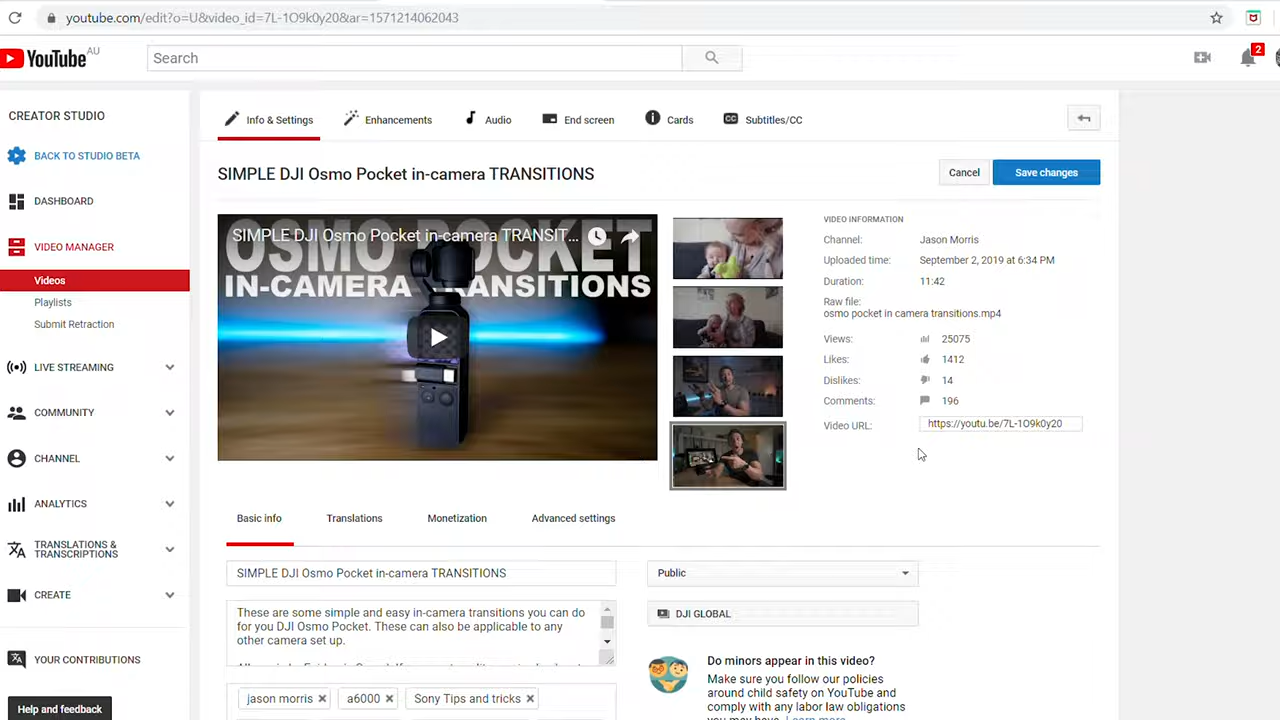 youtube.com/edit?o=U&video_id=7L-1O9k0y20&ar=1571214062043
YouTube AU
Search
2
CREATOR STUDIO
BACK TO STUDIO BETA
DASHBOARD
VIDEO MANAGER
Videos
Playlists
Submit Retraction
LIVE STREAMING
COMMUNITY
CHANNEL
ANALYTICS
TRANSLATIONS &
TRANSCRIPTIONS
CREATE
YOUR CONTRIBUTIONS
Help and feedback
Info & Settings
Enhancements
Audio
End screen
Cards
CC Subtitles/CC
SIMPLE DJI Osmo Pocket in-camera TRANSITIONS
Cancel
Save changes
OSMO POCKET
SIMPLE DJI Osmo Pocket in-camera TRANSIT...
IN-CAMERA TRANSITIONS
VIDEO INFORMATION
Channel: Jason Morris
Uploaded time: September 2, 2019 at 6:34 PM
Duration: 11:42
Raw file:
osmo pocket in camera transitions.mp4
Views: 25075
Likes: 1412
Dislikes: 14
Comments: 196
Video URL: https://youtu.be/7L-1O9k0y20
Basic info
Translations
Monetization
Advanced settings
SIMPLE DJI Osmo Pocket in-camera TRANSITIONS
These are some simple and easy in-camera transitions you can do
for you DJI Osmo Pocket. These can also be applicable to any
other camera set up.
jason morris
a6000
Sony Tips and tricks
Public
DJI GLOBAL
Do minors appear in this video?
Make sure you follow our policies
around child safety on YouTube and
comply with any labor law obligations
you may have. Learn more